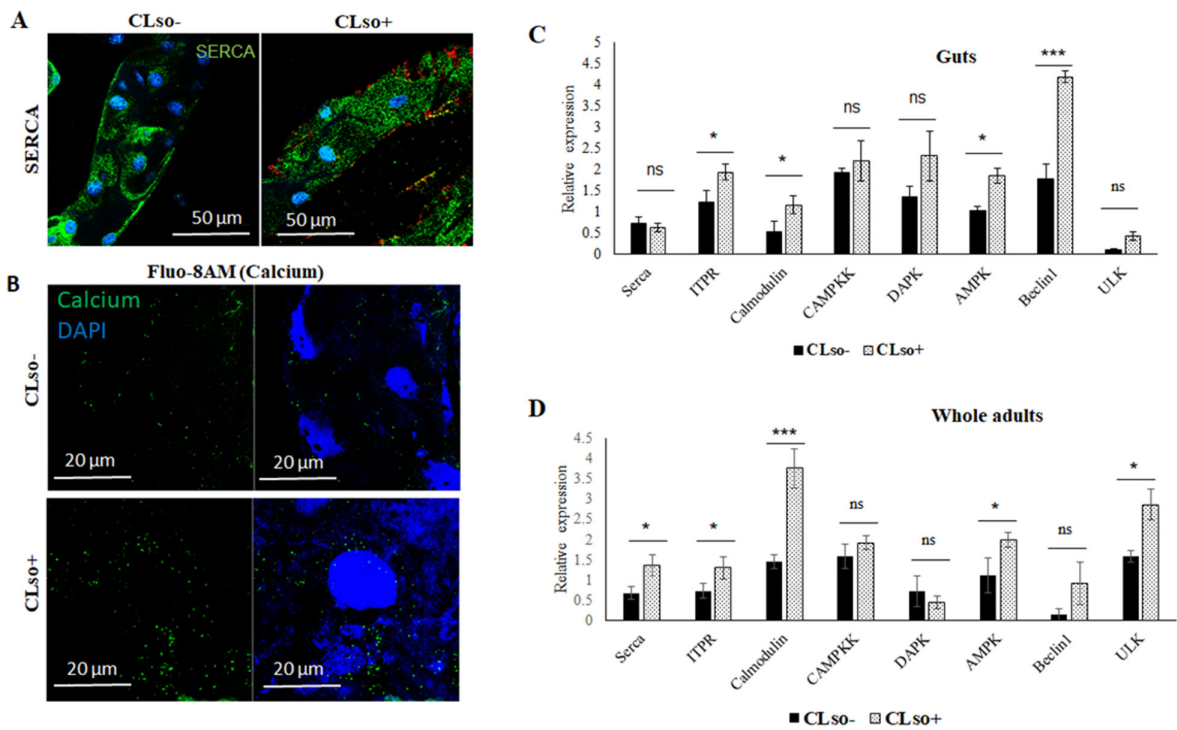 A
CLso-
CLso+
SERCA
SERCA
50 µm
50 µm
B
Fluo-8AM (Calcium)
Calcium
DAPI
CLso-
20 µm
20 µm
CLso+
20 µm
20 µm
C
Guts
Relative expression
5
4.5
4
3.5
3
2.5
2
1.5
1
0.5
0
ns
*
*
ns
ns
*
***
ns
Serca
ITPR
Calmodulin
CAMPKK
DAPK
AMPK
Beclin1
ULK
CLso-
CLso+
D
Whole adults
Relative expression
4.5
4
3.5
3
2.5
2
1.5
1
0.5
0
*
*
***
ns
ns
*
ns
*
Serca
ITPR
Calmodulin
CAMPKK
DAPK
AMPK
Beclin1
ULK
CLso-
CLso+